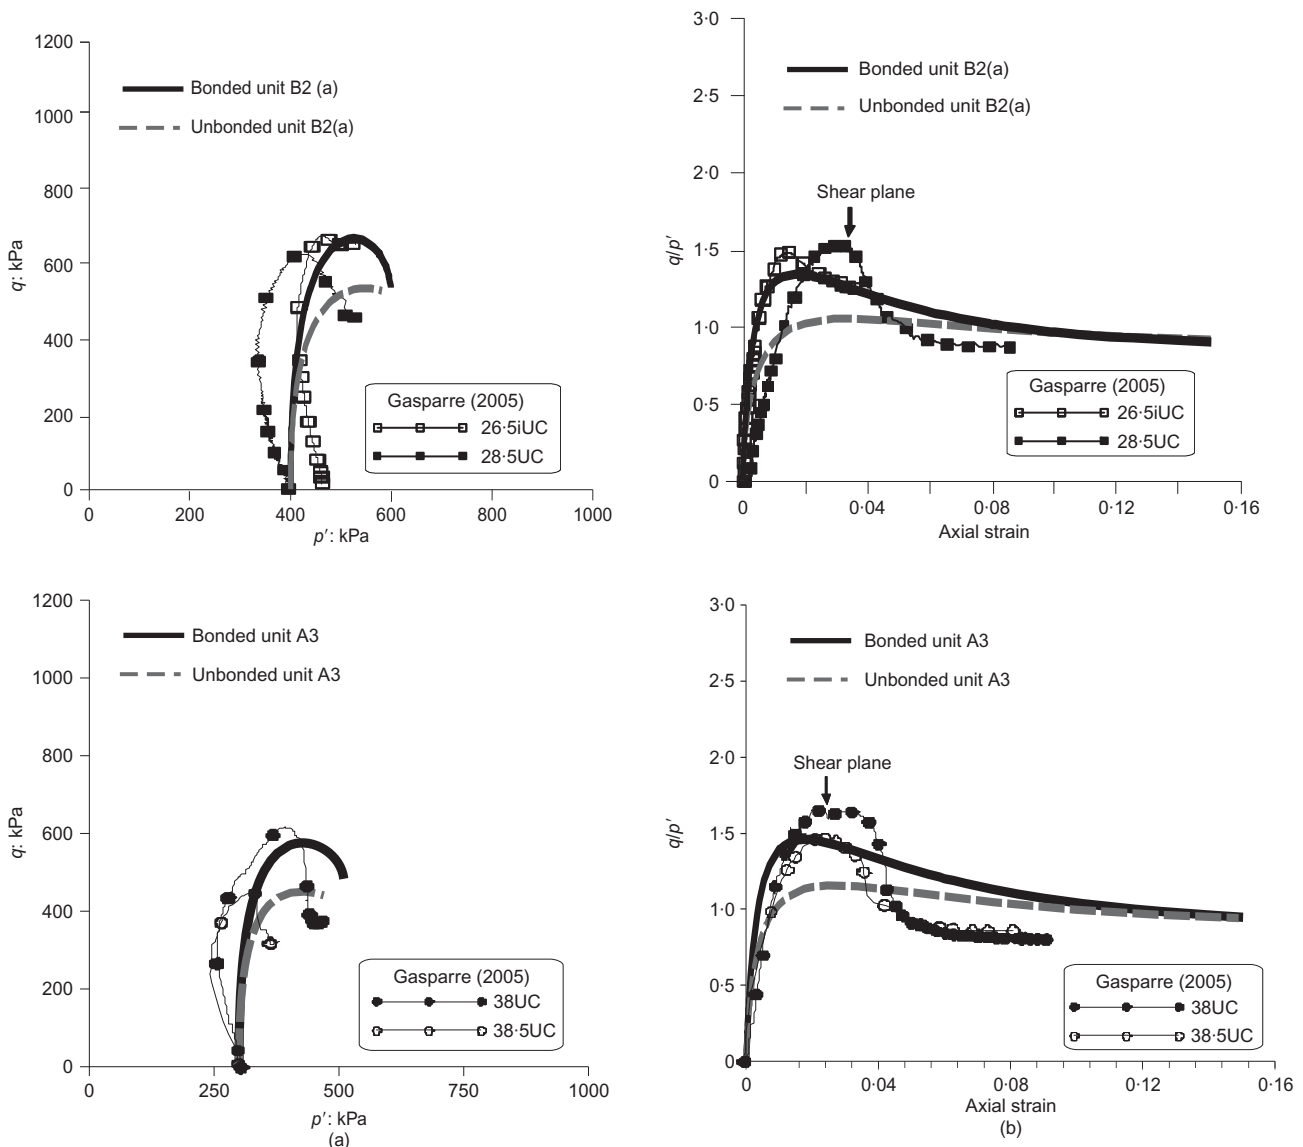 1200
1000
800
600
400
200
0
q: kPa
Bonded unit B2 (a)
Unbonded unit B2(a)
Gasparre (2005)
26·5iUC
28·5UC
0 200 400 600 800 1000
p′: kPa
3·0
2·5
2·0
1·5
1·0
0·5
0
q/p′
Bonded unit B2(a)
Unbonded unit B2(a)
Shear plane
Gasparre (2005)
26·5iUC
28·5UC
0 0·04 0·08 0·12 0·16
Axial strain
1200
1000
800
600
400
200
0
q: kPa
Bonded unit A3
Unbonded unit A3
Gasparre (2005)
38UC
38·5UC
0 250 500 750 1000
p′: kPa
(a)
3·0
2·5
2·0
1·5
1·0
0·5
0
q/p′
Bonded unit A3
Unbonded unit A3
Shear plane
Gasparre (2005)
38UC
38·5UC
0 0·04 0·08 0·12 0·16
Axial strain
(b)